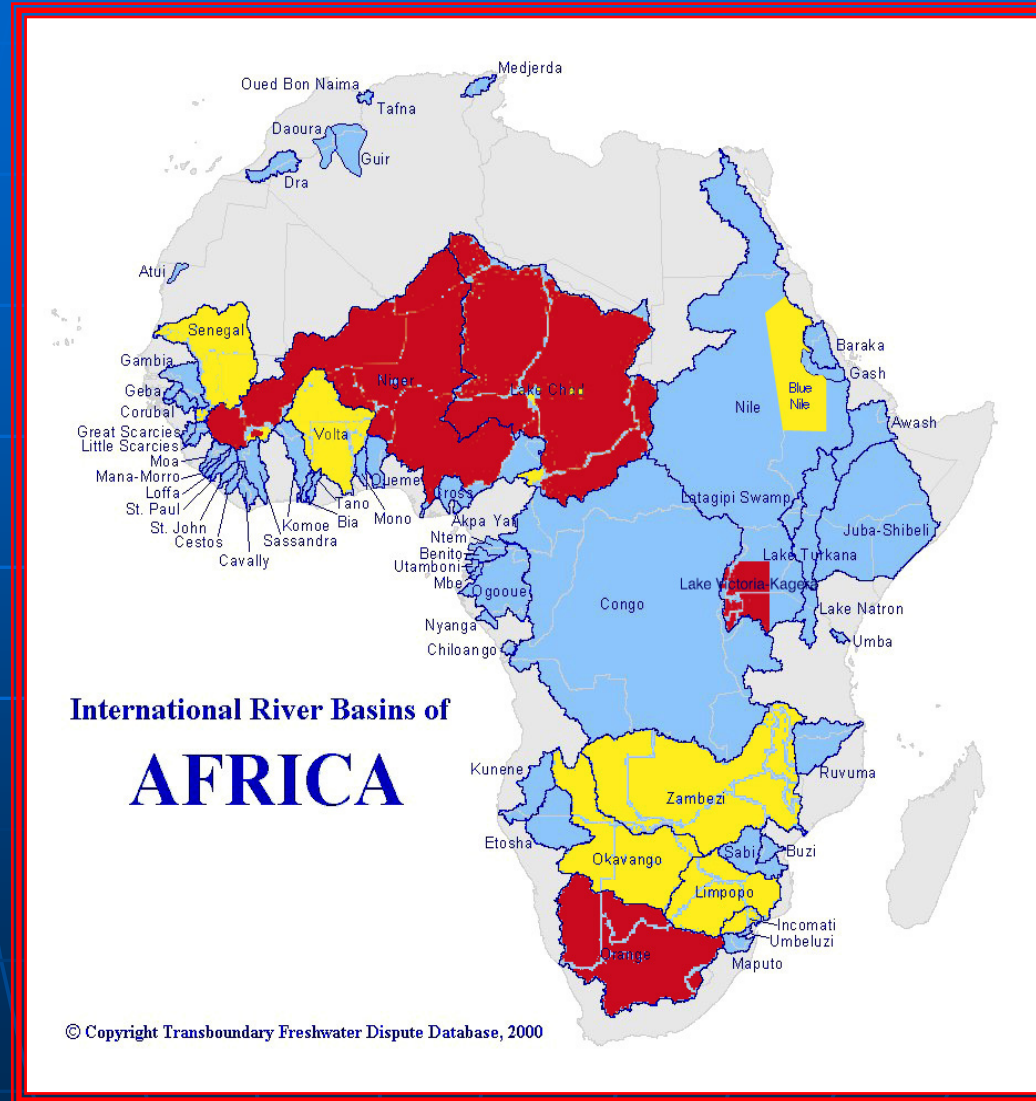 Medjerda
Oued Bon Naima
Tafna
Daoura
Guir
Dra
Atui
Senegal
Gambia
Geba
Corubal
Great Scarcies
Little Scarcies
Moa
Mana-Morro
Loffa
St. Paul
St. John
Cestos
Cavally
Sassandra
Komoe
Bia
Tano
Mono
Oueme
Volta
Niger
Lake Chad
Cross
Akpa Yafi
Ntem
Benito
Utamboni
Mbe
Ogooue
Nyanga
Chiloango
Congo
Nile
Blue
Nile
Baraka
Gash
Awash
Latagipi Swamp
Juba-Shibeli
Lake Turkana
Lake Victoria-Kagera
Lake Natron
Umba
International River Basins of
AFRICA
Kunene
Etosha
Zambezi
Ruvuma
Okavango
Sabi
Buzi
Limpopo
Incomati
Umbeluzi
Maputo
Orange
© Copyright Transboundary Freshwater Dispute Database, 2000